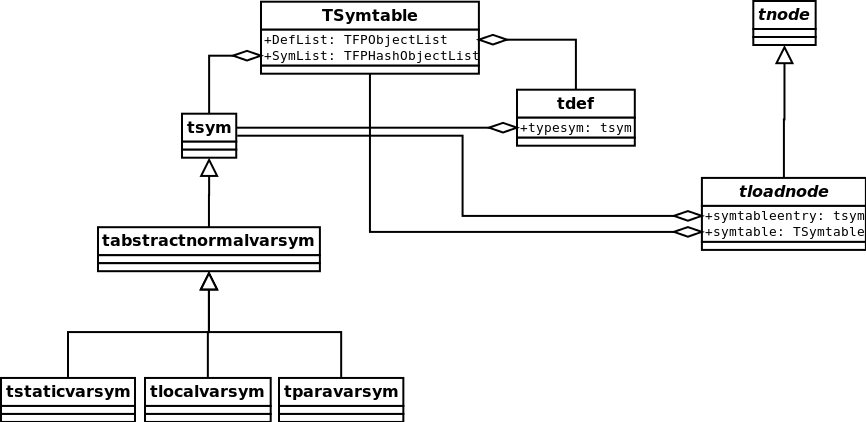 TSymtable
+DefList: TFPObjectList
+SymList: TFPHashObjectList
tnode
tdef
+typesym: tsym
tsym
tloadnode
+symtableentry: tsym
+symtable: TSymtable
tabstractnormalvarsym
tstaticvarsym
tlocalvarsym
tparavarsym